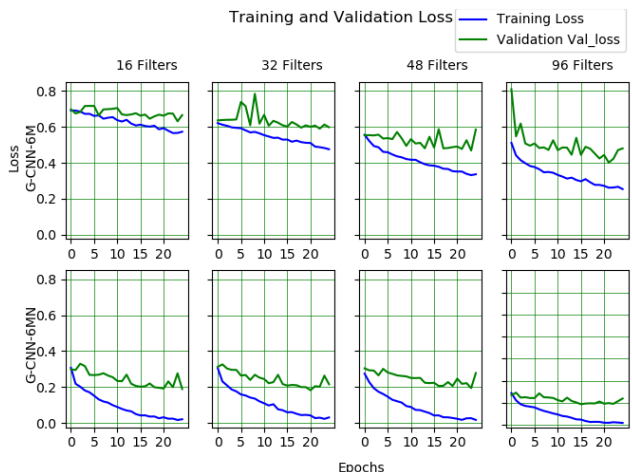 Training and Validation Loss
Training Loss
Validation Val_loss
16 Filters
32 Filters
48 Filters
96 Filters
Loss
G-CNN-6M
0.8
0.6
0.4
0.2
0.0
0 5 10 15 20
0 5 10 15 20
0 5 10 15 20
0 5 10 15 20
G-CNN-6MN
0.8
0.6
0.4
0.2
0.0
0 5 10 15 20
0 5 10 15 20
0 5 10 15 20
0 5 10 15 20
Epochs